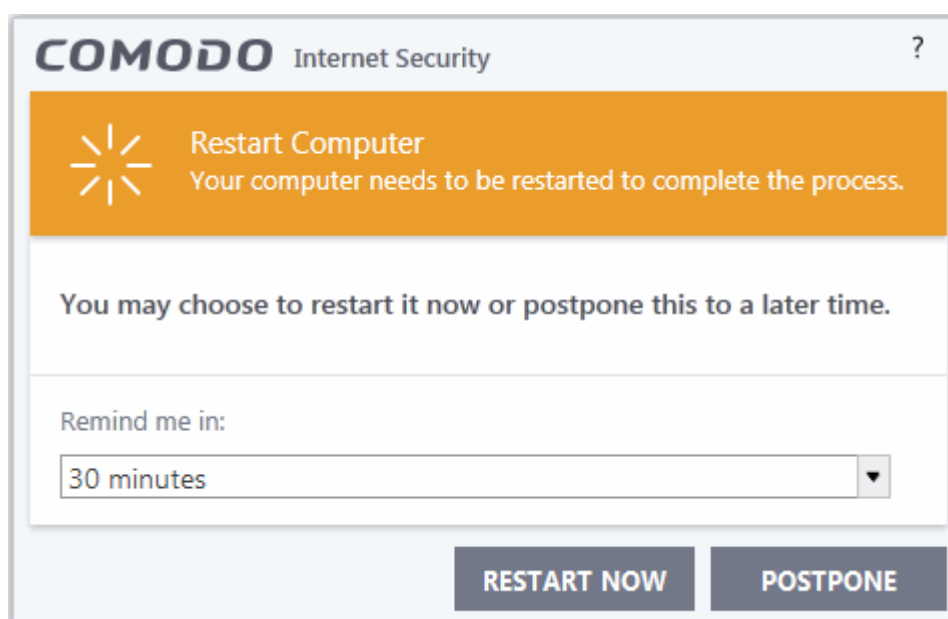 COMODO Internet Security ?
Restart Computer
Your computer needs to be restarted to complete the process.
You may choose to restart it now or postpone this to a later time.
Remind me in:
30 minutes
RESTART NOW POSTPONE